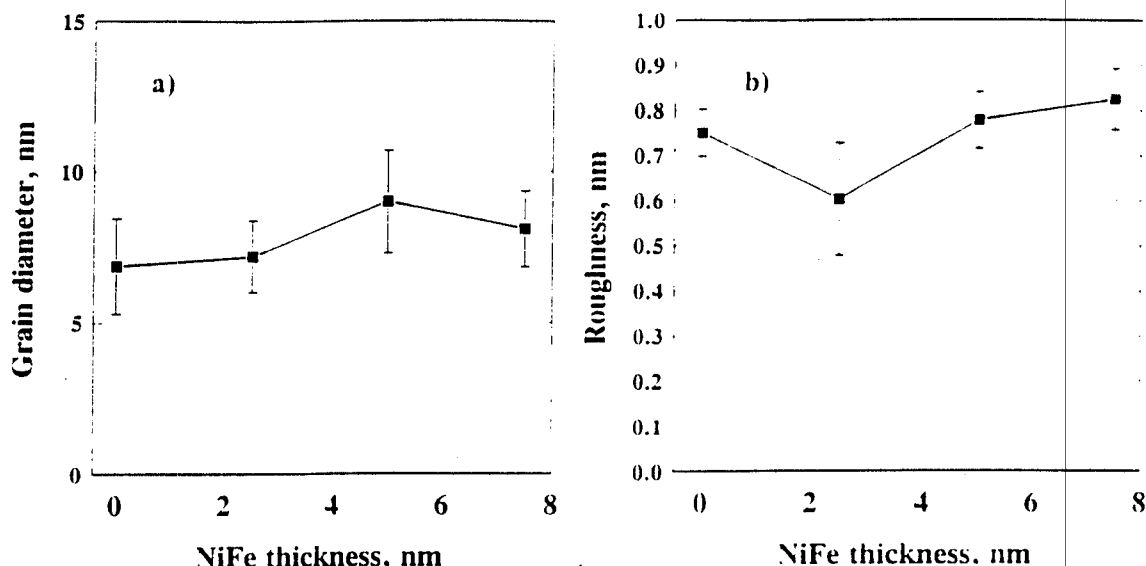 15
10
5
0
Grain diameter, nm
a)
0 2 4 6 8
NiFe thickness, nm
1.0
0.9
0.8
0.7
0.6
0.5
0.4
0.3
0.2
0.1
0.0
Roughness, nm
b)
0 2 4 6 8
NiFe thickness, nm